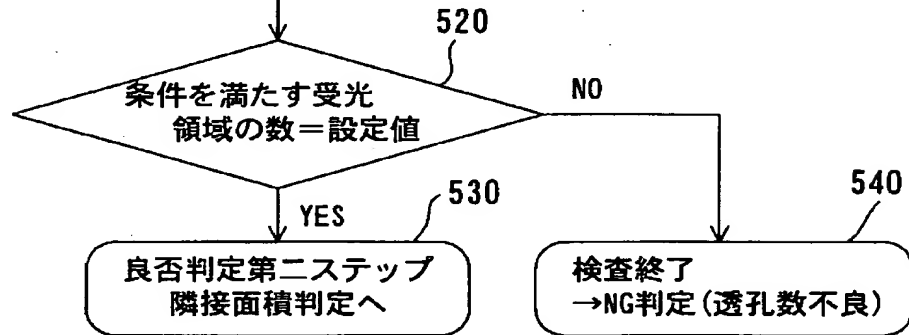 520
条件を満たす受光
領域の数＝設定値
NO
YES
530
540
良否判定第二ステップ
隣接面積判定へ
検査終了
→NG判定(透孔数不良)